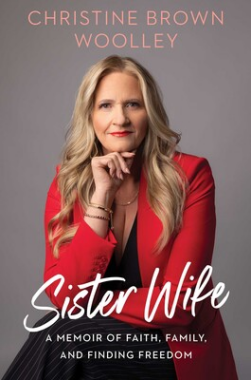 CHRISTINE BROWN
WOOLLEY
Sister Wife
A MEMOIR OF FAITH, FAMILY,
AND FINDING FREEDOM